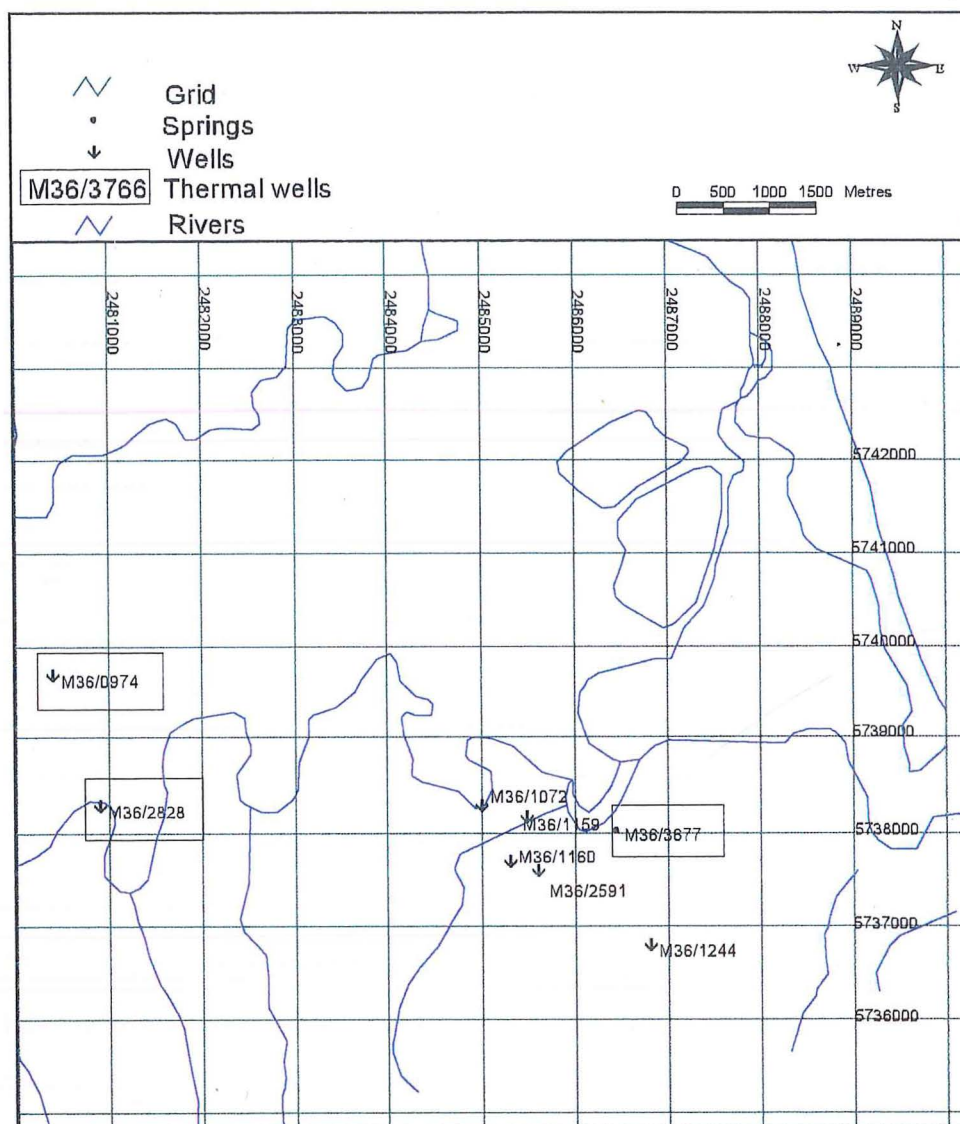 N
W E
S
Grid
Springs
Wells
M36/3766 Thermal wells
Rivers
0 500 1000 1500 Metres
2481000
2482000
2483000
2484000
2485000
2486000
2487000
2488000
2489000
5742000
5741000
5740000
M36/0974
5739000
M36/1072
M36/2828
M36/1159
M36/3677
5738000
M36/1160
M36/2591
5737000
M36/1244
5736000